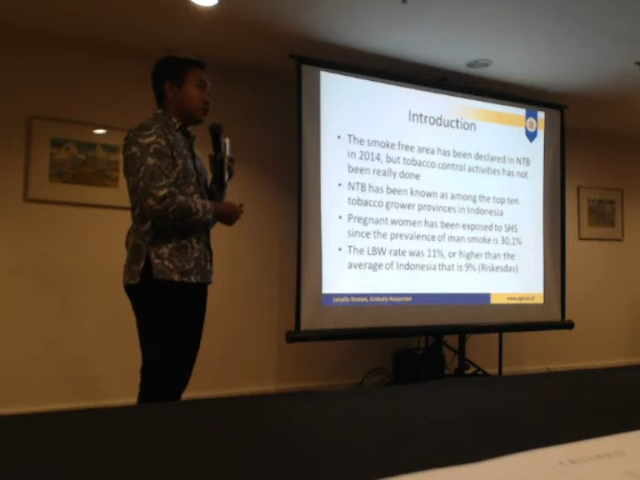 Introduction
• The smoke free area has been declared in NTB
in 2014, but tobacco control activities has not
been really done
• NTB has been known as among the top ten
tobacco grower provinces in Indonesia
• Pregnant women has been exposed to SHS
since the prevalence of man smoke is 30,1%
• The LBW rate was 11%, or higher than the
average of Indonesia that is 9% (Riskesdas)
Locally Rooted, Globally Respected